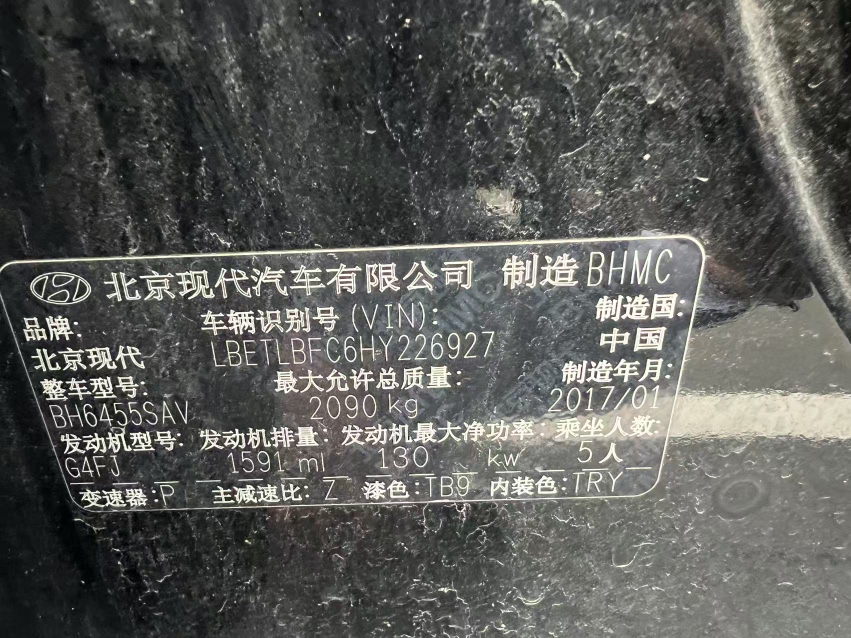 北京现代汽车有限公司 制造 BHMC
品牌: 车辆识别号(VIN): 制造国:
北京现代 LBETLBFC6HY226927 中国
整车型号: 最大允许总质量: 制造年月:
BH6455SAV 2090 kg 2017/01
发动机型号: 发动机排量: 发动机最大净功率: 乘坐人数:
G4FJ 1591 ml 130 kw 5人
变速器: P 主减速比: Z 漆色: TB9 内装色: TRY